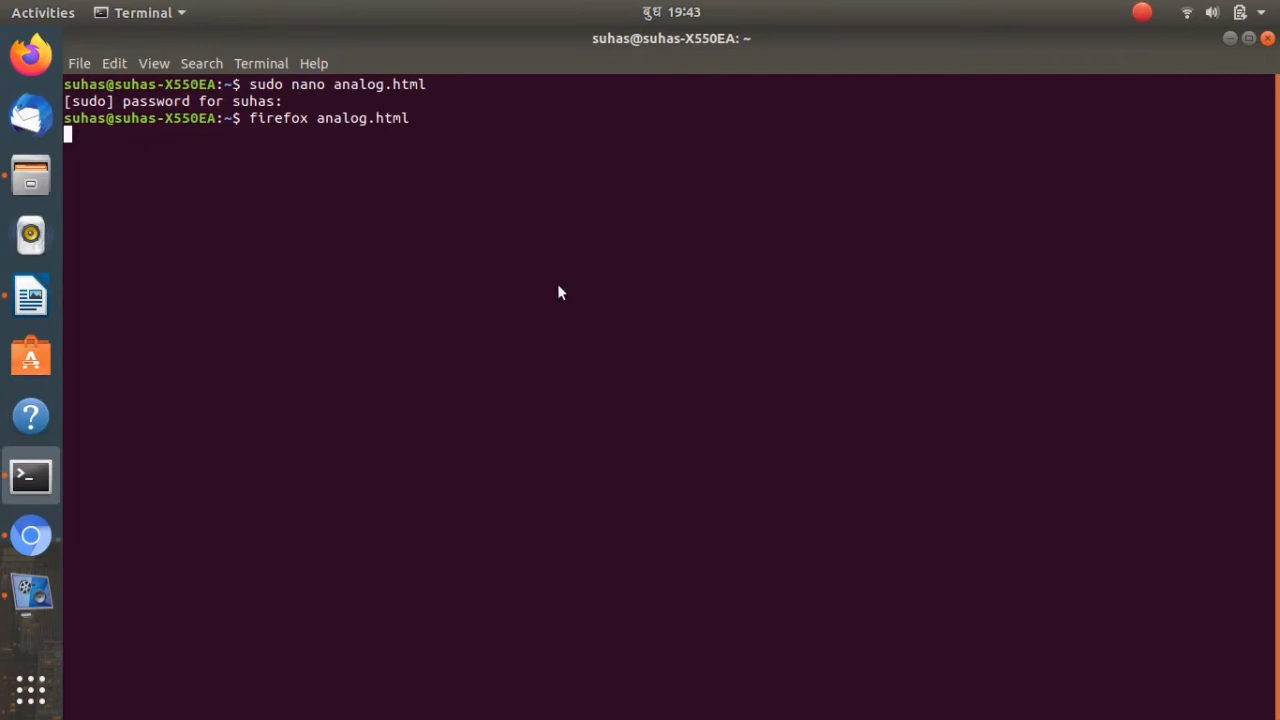 Activities Terminal बुध 19:43
suhas@suhas-X550EA: ~
File Edit View Search Terminal Help
suhas@suhas-X550EA:~$ sudo nano analog.html
[sudo] password for suhas:
suhas@suhas-X550EA:~$ firefox analog.html